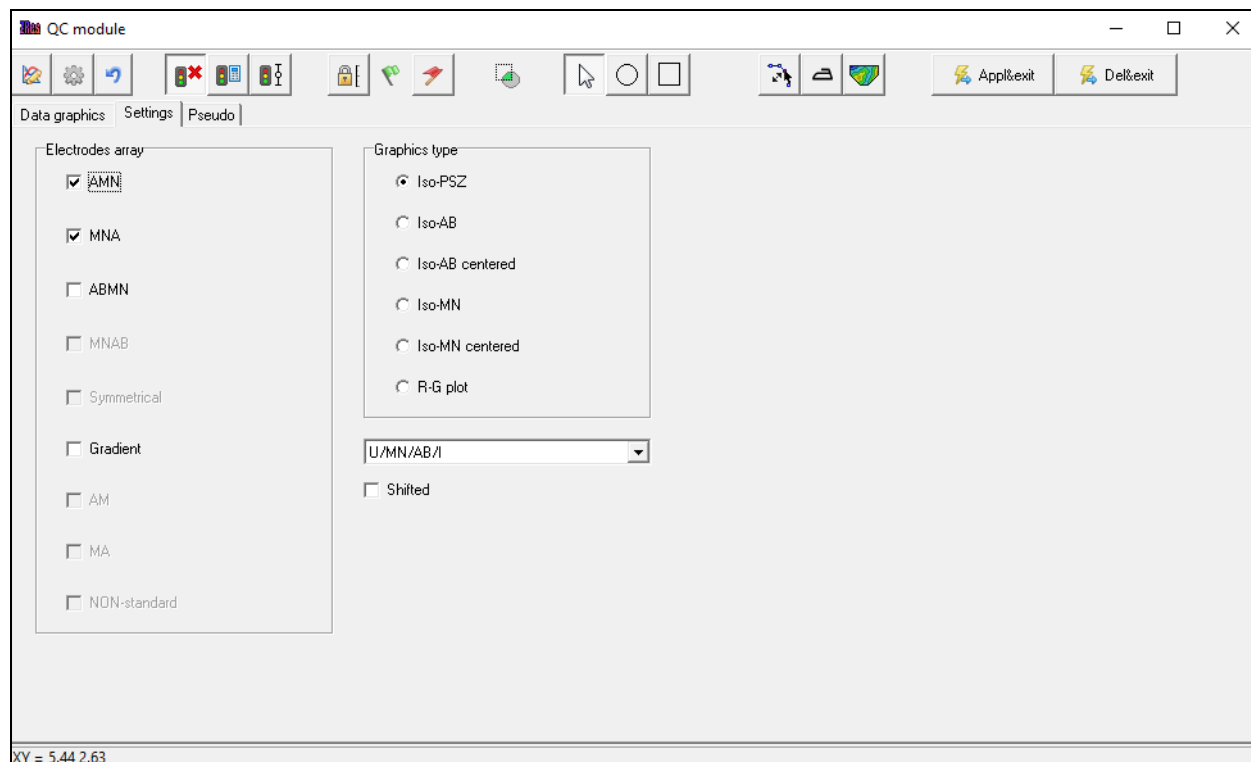 QC module
Appl&exit
Del&exit
Data graphics
Settings
Pseudo
Electrodes array
AMN
MNA
ABMN
MNAB
Symmetrical
Gradient
AM
MA
NON-standard
Graphics type
Iso-PSZ
Iso-AB
Iso-AB centered
Iso-MN
Iso-MN centered
R-G plot
U/MN/AB/I
Shifted
XY = 5.44 2.63